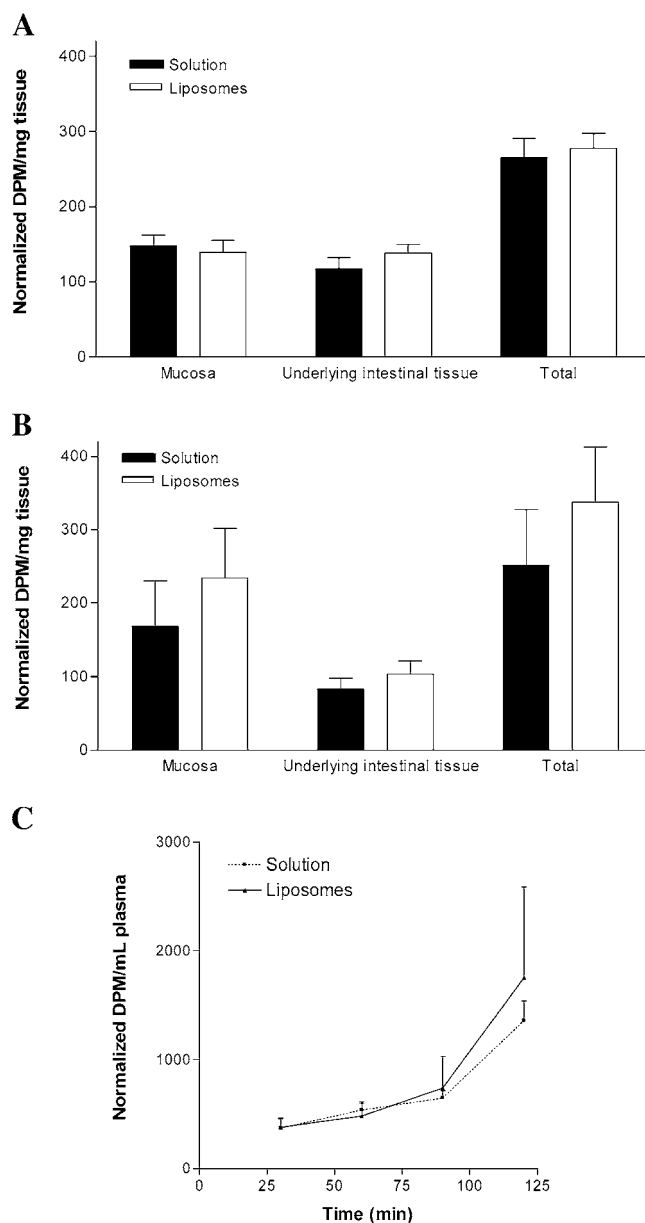 A
Normalized DPM/mg tissue
400
300
200
100
0
Solution
Liposomes
Mucosa
Underlying intestinal tissue
Total
B
Normalized DPM/mg tissue
400
300
200
100
0
Solution
Liposomes
Mucosa
Underlying intestinal tissue
Total
C
Normalized DPM/mL plasma
3000
2000
1000
0
Solution
Liposomes
0
25
50
75
100
125
Time (min)